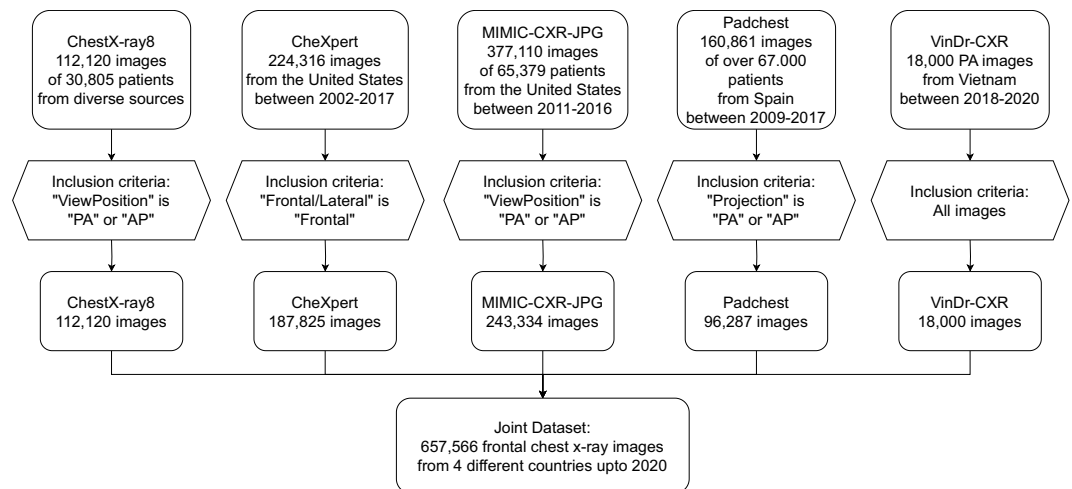 ChestX-ray8
112,120 images
of 30,805 patients
from diverse sources
CheXpert
224,316 images
from the United States
between 2002-2017
MIMIC-CXR-JPG
377,110 images
of 65,379 patients
from the United States
between 2011-2016
Padchest
160,861 images
of over 67.000
patients
from Spain
between 2009-2017
VinDr-CXR
18,000 PA images
from Vietnam
between 2018-2020
Inclusion criteria:
"ViewPosition" is
"PA" or "AP"
Inclusion criteria:
"Frontal/Lateral" is
"Frontal"
Inclusion criteria:
"ViewPosition" is
"PA" or "AP"
Inclusion criteria:
"Projection" is
"PA" or "AP"
Inclusion criteria:
All images
ChestX-ray8
112,120 images
CheXpert
187,825 images
MIMIC-CXR-JPG
243,334 images
Padchest
96,287 images
VinDr-CXR
18,000 images
Joint Dataset:
657,566 frontal chest x-ray images
from 4 different countries upto 2020